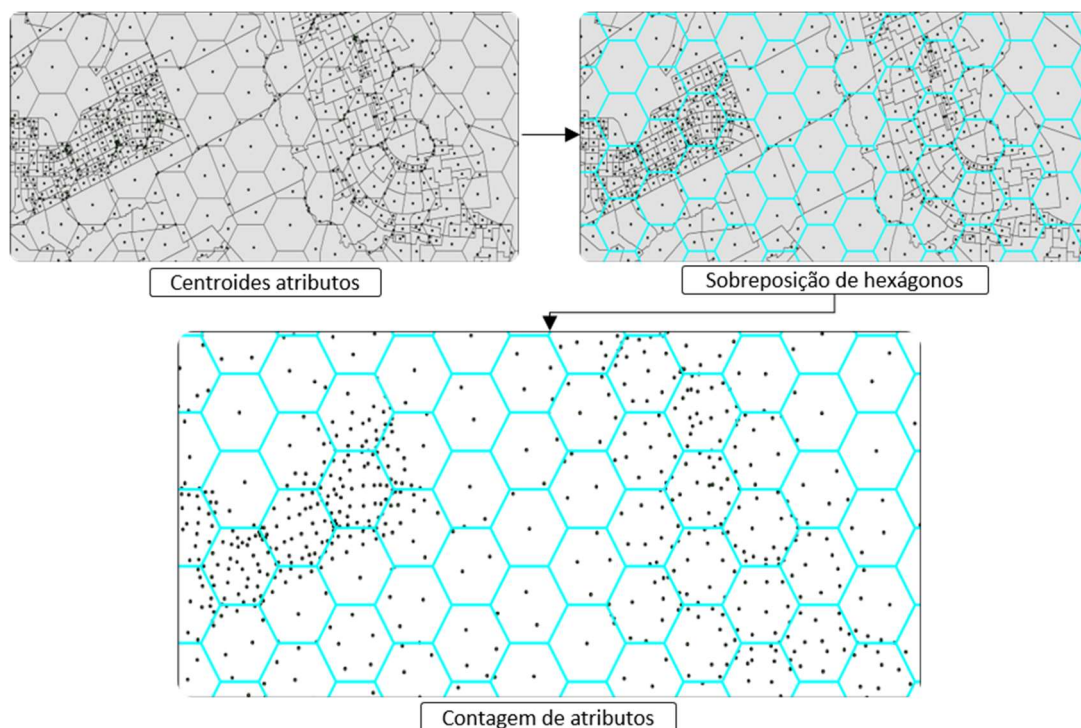 Centroides atributos
Sobreposição de hexágonos
Contagem de atributos